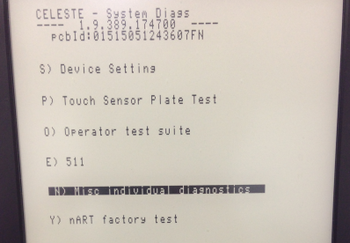 CELESTE - System Diags
---- 1.9.389.174700 ----
pcbId:01515051243607FN
S) Device Setting
P) Touch Sensor Plate Test
O) Operator test suite
E) 511
N) Misc individual diagnostics
Y) nART factory test